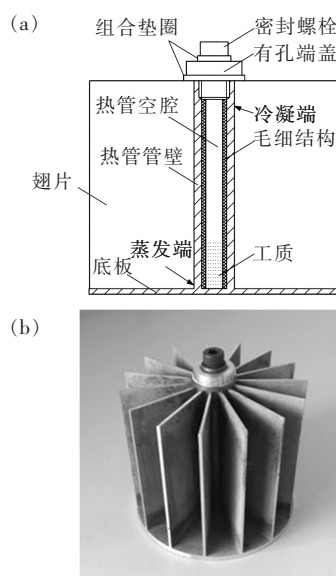 (a)
组合垫圈
密封螺栓
有孔端盖
热管空腔
冷凝端
毛细结构
热管管壁
翅片
蒸发端
工质
底板
(b)